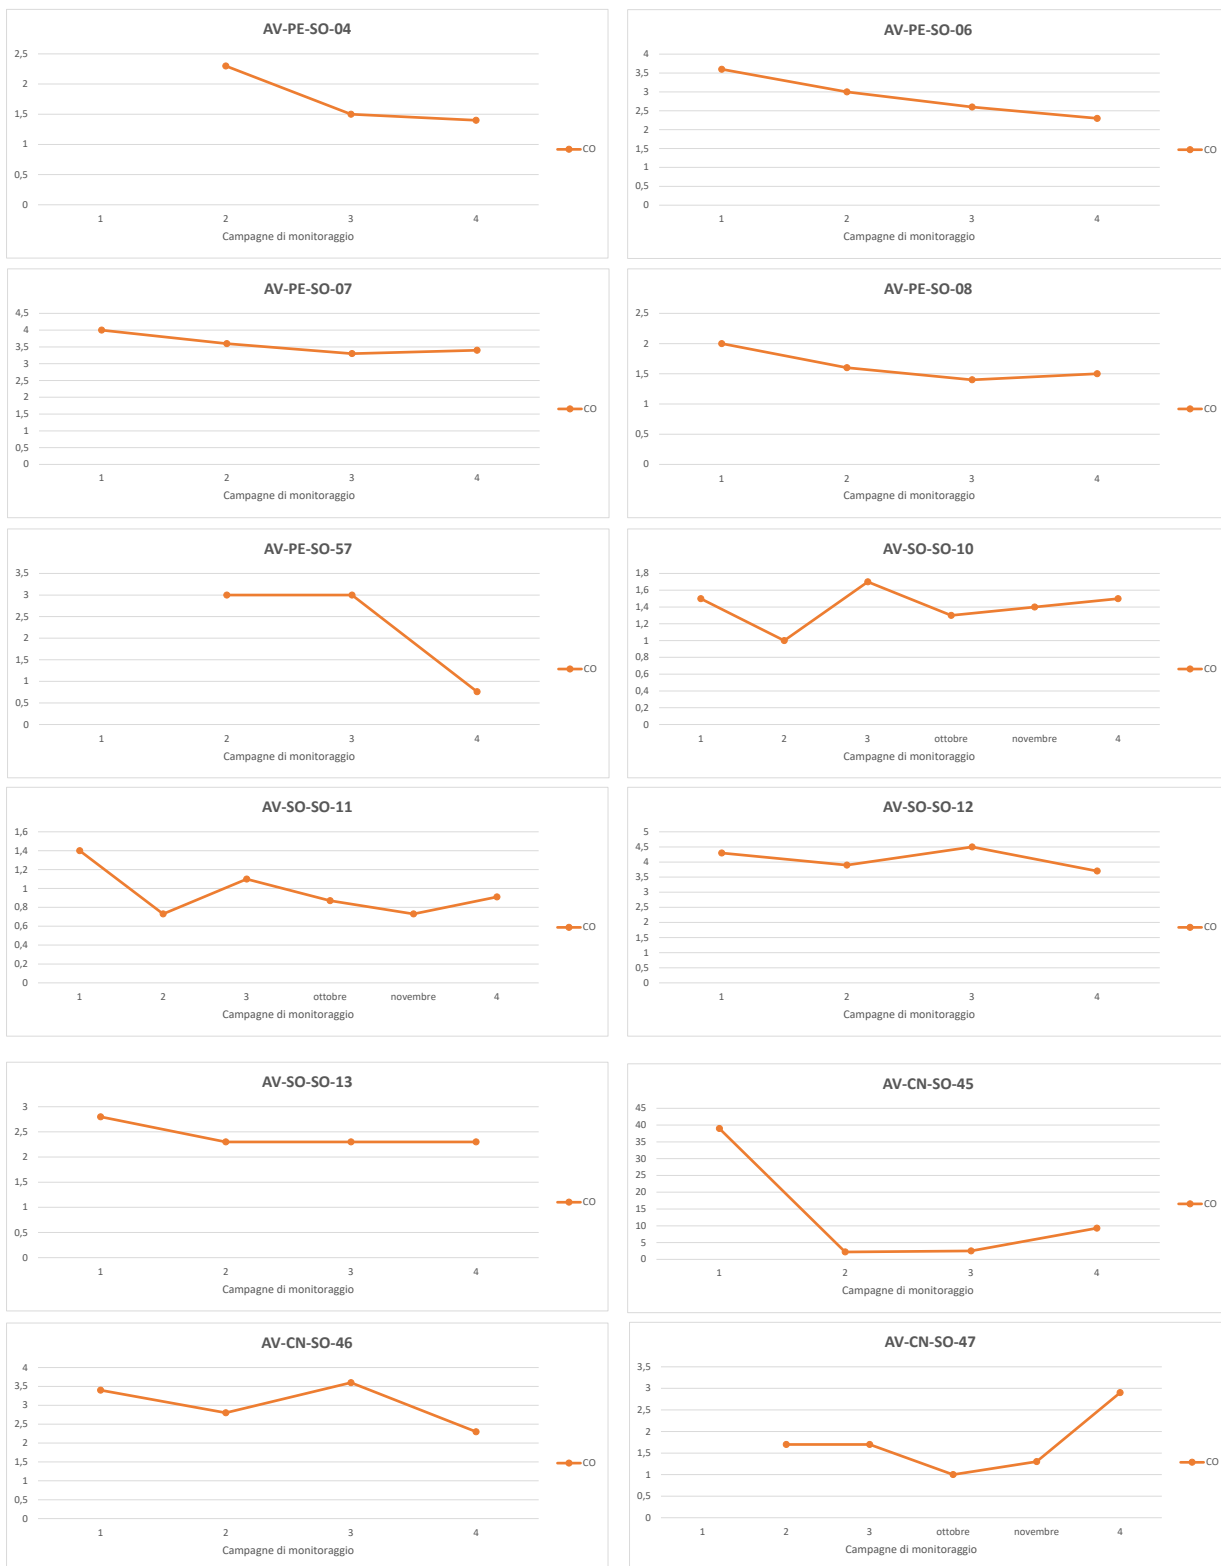 AV-PE-SO-04
2,5
2
1,5
1
0,5
0
1 2 3 4
Campagne di monitoraggio
CO
AV-PE-SO-06
4
3,5
3
2,5
2
1,5
1
0,5
0
1 2 3 4
Campagne di monitoraggio
CO
AV-PE-SO-07
4,5
4
3,5
3
2,5
2
1,5
1
0,5
0
1 2 3 4
Campagne di monitoraggio
CO
AV-PE-SO-08
2,5
2
1,5
1
0,5
0
1 2 3 4
Campagne di monitoraggio
CO
AV-PE-SO-57
3,5
3
2,5
2
1,5
1
0,5
0
1 2 3 4
Campagne di monitoraggio
CO
AV-SO-SO-10
1,8
1,6
1,4
1,2
1
0,8
0,6
0,4
0,2
0
1 2 3 ottobre novembre 4
Campagne di monitoraggio
CO
AV-SO-SO-11
1,6
1,4
1,2
1
0,8
0,6
0,4
0,2
0
1 2 3 ottobre novembre 4
Campagne di monitoraggio
CO
AV-SO-SO-12
5
4,5
4
3,5
3
2,5
2
1,5
1
0,5
0
1 2 3 4
Campagne di monitoraggio
CO
AV-SO-SO-13
3
2,5
2
1,5
1
0,5
0
1 2 3 4
Campagne di monitoraggio
CO
AV-CN-SO-45
45
40
35
30
25
20
15
10
5
0
1 2 3 4
Campagne di monitoraggio
CO
AV-CN-SO-46
4
3,5
3
2,5
2
1,5
1
0,5
0
1 2 3 4
Campagne di monitoraggio
CO
AV-CN-SO-47
3,5
3
2,5
2
1,5
1
0,5
0
1 2 3 ottobre novembre 4
Campagne di monitoraggio
CO